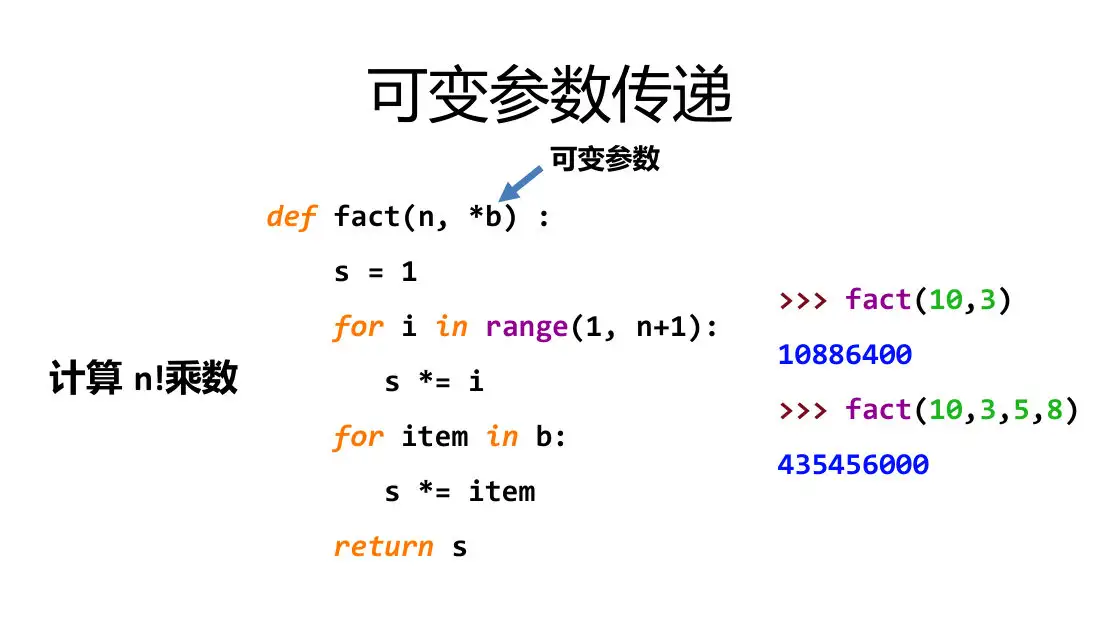 可变参数传递
可变参数
def fact(n, *b) :
s = 1
for i in range(1, n+1):
s *= i
for item in b:
s *= item
return s
计算 n!乘数
>>> fact(10,3)
10886400
>>> fact(10,3,5,8)
435456000